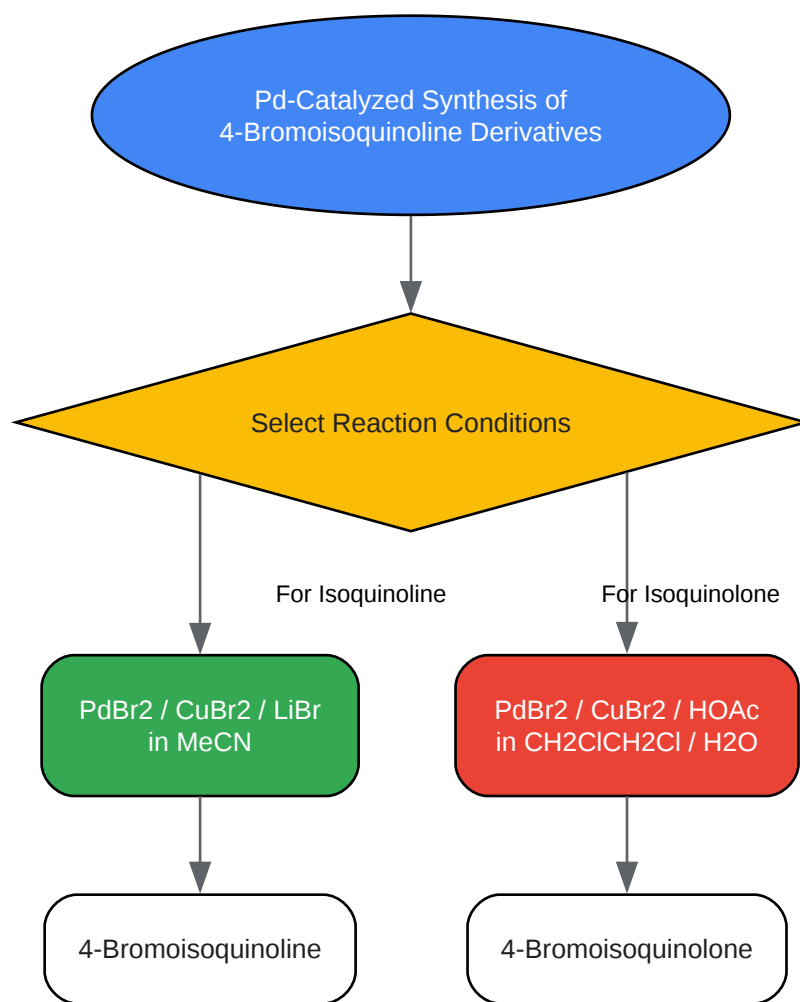 Pd-Catalyzed Synthesis of
4-Bromoisoquinoline Derivatives
Select Reaction Conditions
For Isoquinoline
For Isoquinolone
PdBr2 / CuBr2 / LiBr
in MeCN
PdBr2 / CuBr2 / HOAc
in CH2ClCH2Cl / H2O
4-Bromoisoquinoline
4-Bromoisoquinolone